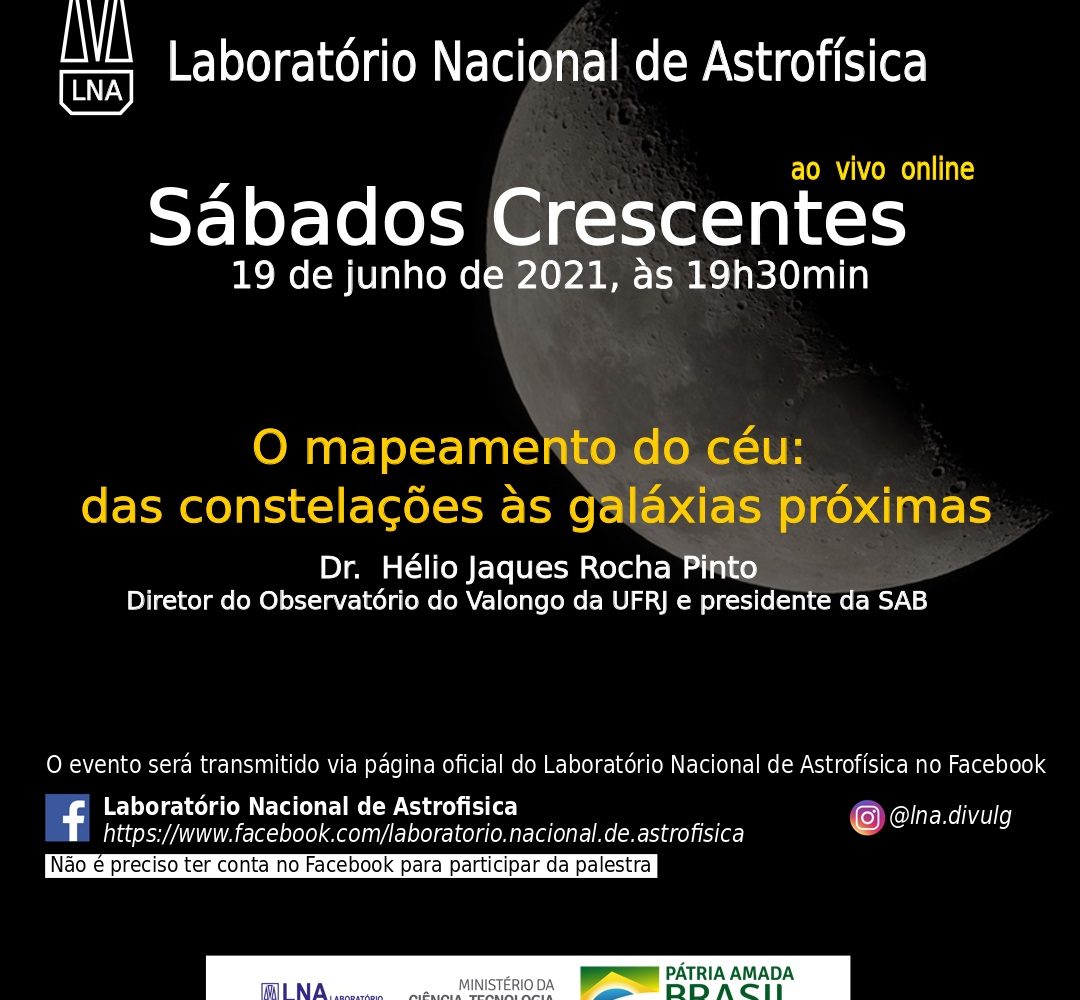 LNA
Laboratório Nacional de Astrofísica
ao vivo online
Sábados Crescentes
19 de junho de 2021, às 19h30min
O mapeamento do céu:
das constelações às galáxias próximas
Dr. Hélio Jaques Rocha Pinto
Diretor do Observatório do Valongo da UFRJ e presidente da SAB
O evento será transmitido via página oficial do Laboratório Nacional de Astrofísica no Facebook
Laboratório Nacional de Astrofisica
https://www.facebook.com/laboratorio.nacional.de.astrofisica
@lna.divulg
Não é preciso ter conta no Facebook para participar da palestra
LNA LABORATÓRIO
MINISTÉRIO DA
CIÊNCIA, TECNOLOGIA
PÁTRIA AMADA
BRASIL